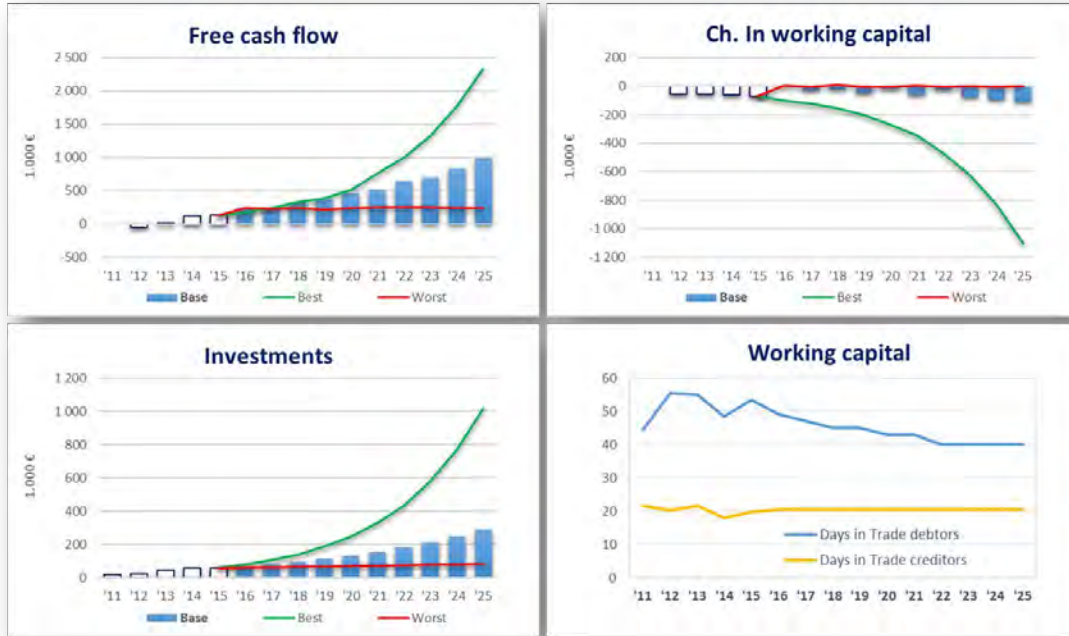 Free cash flow
2 500
2 000
1 500
1 000
500
0
-500
1.000 €
'11 '12 '13 '14 '15 '16 '17 '18 '19 '20 '21 '22 '23 '24 '25
Base Best Worst
Ch. In working capital
200
0
-200
-400
-600
-800
-1 000
-1 200
1.000 €
'11 '12 '13 '14 '15 '16 '17 '18 '19 '20 '21 '22 '23 '24 '25
Base Best Worst
Investments
1 200
1 000
800
600
400
200
0
1.000 €
'11 '12 '13 '14 '15 '16 '17 '18 '19 '20 '21 '22 '23 '24 '25
Base Best Worst
Working capital
60
50
40
30
20
10
0
Days in Trade debtors
Days in Trade creditors
'11 '12 '13 '14 '15 '16 '17 '18 '19 '20 '21 '22 '23 '24 '25